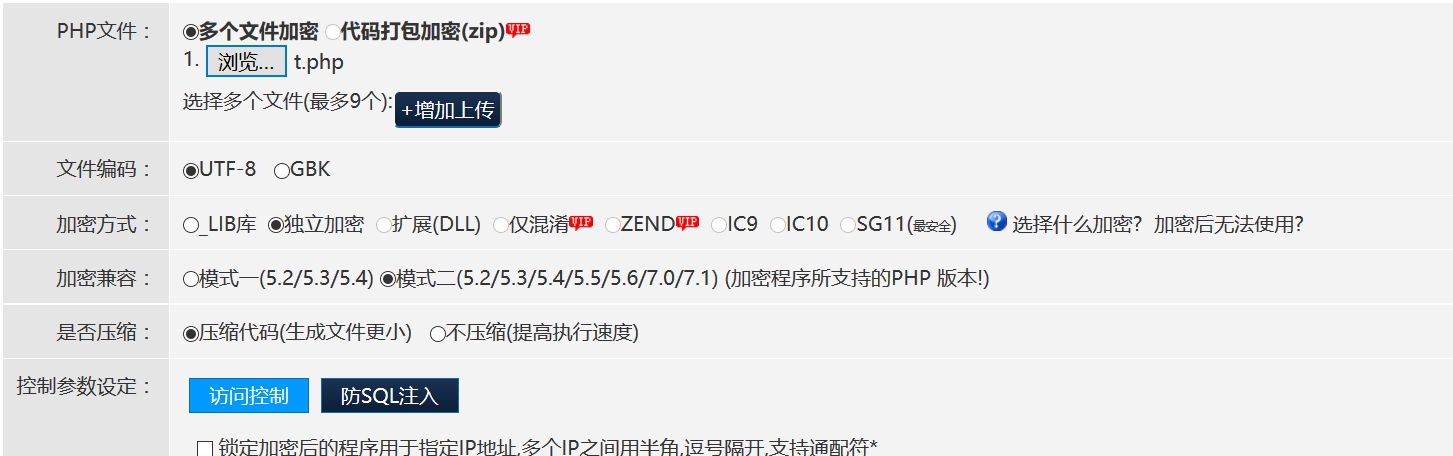 PHP文件： 多个文件加密 代码打包加密(zip)VIP
1. 浏览... t.php
选择多个文件(最多9个): +增加上传
文件编码： UTF-8 GBK
加密方式： _LIB库 独立加密 扩展(DLL) 仅混淆VIP ZENDVIP IC9 IC10 SG11(最安全) ? 选择什么加密? 加密后无法使用?
加密兼容： 模式一(5.2/5.3/5.4) 模式二(5.2/5.3/5.4/5.5/5.6/7.0/7.1) (加密程序所支持的PHP 版本!)
是否压缩： 压缩代码(生成文件更小) 不压缩(提高执行速度)
控制参数设定： 访问控制 防SQL注入
锁定加密后的程序用于指定IP地址,多个IP之间用半角,逗号隔开,支持通配符*